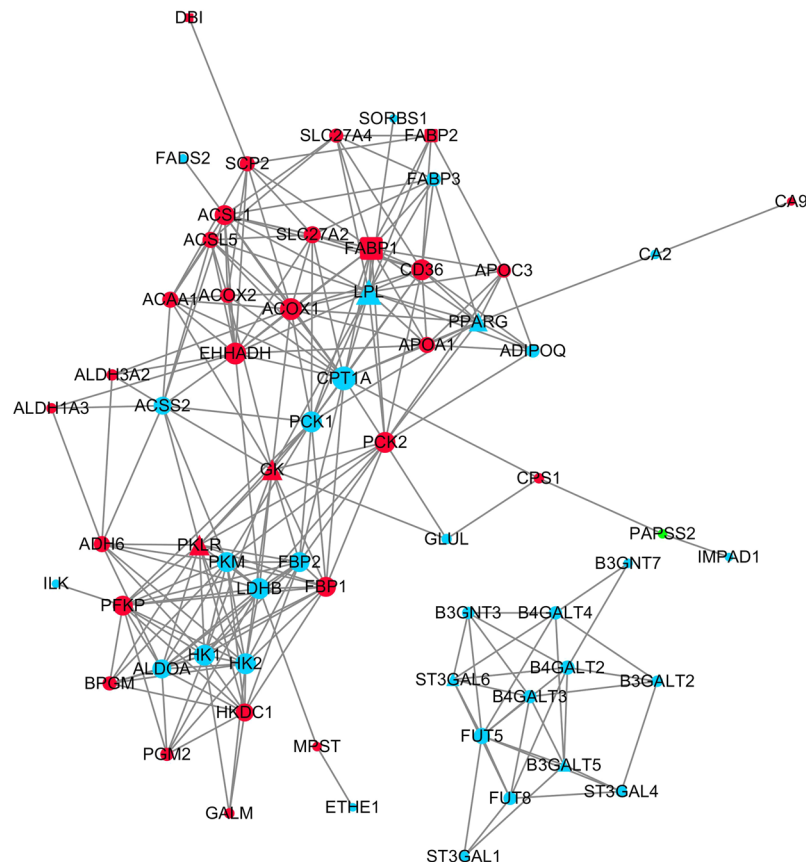 DBI
SORBS1
SLC27A4
FABP2
FADS2
SCP2
FABP3
CA9
ACSL1
SLC27A2
ACSL5
FABP1
CA2
CD36
APOC3
ACAA1
ACOX2
LPL
ACOX1
PPARG
EHHADH
APOA1
ADIPOQ
ALDH3A2
CPT1A
ALDH1A3
ACSS2
PCK1
PCK2
GK
CPS1
PAPSS2
GLUL
IMPAD1
ADH6
PKLR
PKM
FBP2
B3GNT7
ILK
LDHB
FBP1
PFKP
B3GNT3
B4GALT4
HK1
HK2
ALDOA
B4GALT2
BPGM
ST3GAL6
B3GALT2
B4GALT3
HKDC1
FUT5
PGM2
MPST
B3GALT5
ST3GAL4
FUT8
ETHE1
GALM
ST3GAL1